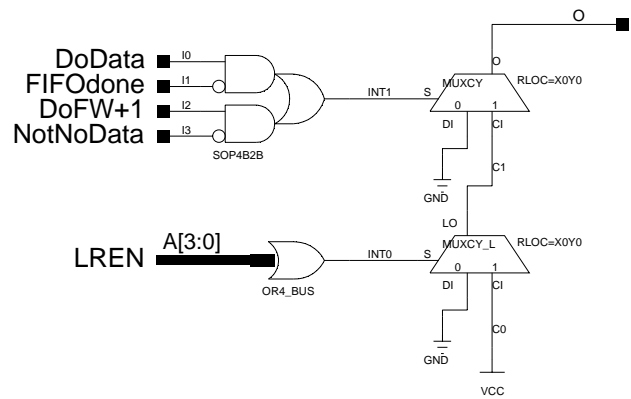 O
DoData I0
O
FIFOdone I1
MUXCY RLOC=X0Y0
DoFW+1 I2
INT1 S
0 1
NotNoData I3
DI CI
SOP4B2B
C1
GND
LO
A[3:0]
MUXCY_L RLOC=X0Y0
LREN
INT0 S
0 1
OR4_BUS
DI CI
C0
GND
VCC